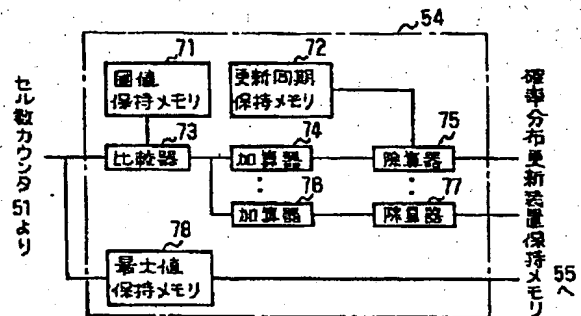 54
71
閾値
保持メモリ
72
更新周期
保持メモリ
セル数カウンタ51より
73
比較器
74
加算器
75
除算器
76
加算器
77
除算器
78
最大値
保持メモリ
確率分布更新装置保持メモリ55へ